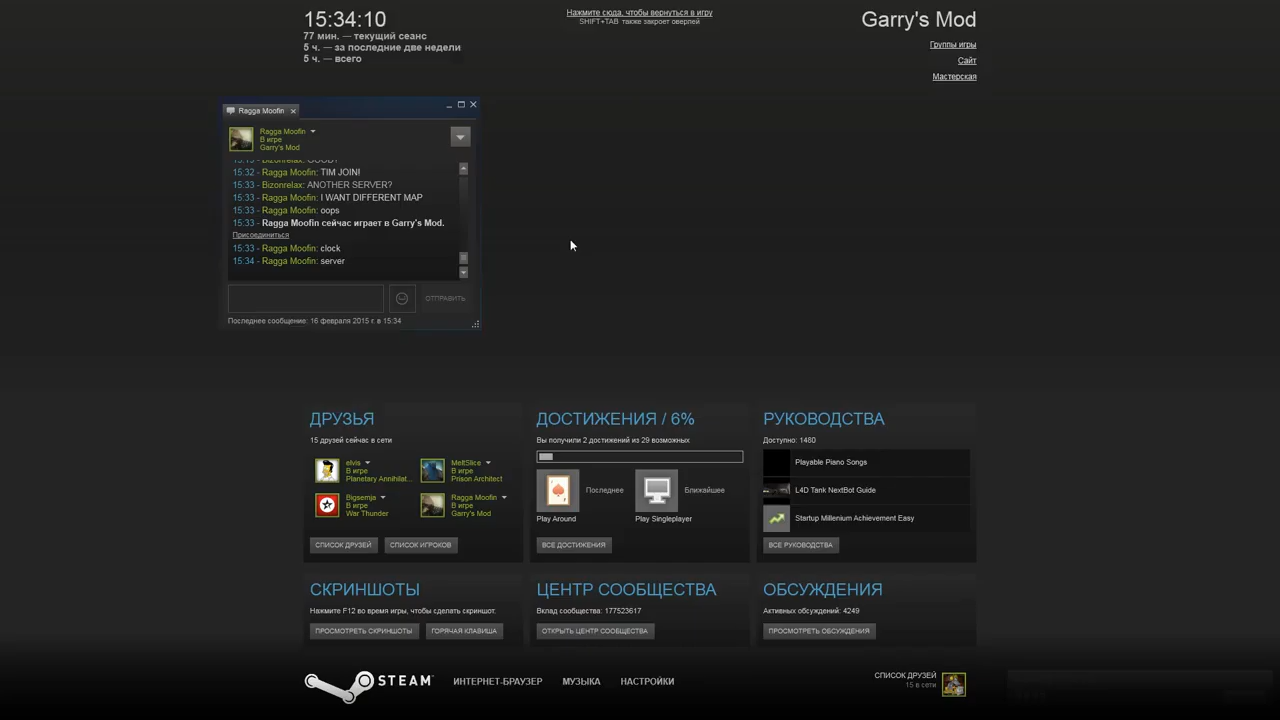 15:34:10
77 мин. — текущий сеанс
5 ч. — за последние две недели
5 ч. — всего
Нажмите сюда, чтобы вернуться в игру
SHIFT+TAB также закроет оверлей
Garry's Mod
Группы игры
Сайт
Мастерская
Ragga Moofin
Ragga Moofin
В игре
Garry's Mod
15:15 - Bizonrelax: GOOD?
15:32 - Ragga Moofin: TIM JOIN!
15:33 - Bizonrelax: ANOTHER SERVER?
15:33 - Ragga Moofin: I WANT DIFFERENT MAP
15:33 - Ragga Moofin: oops
15:33 - Ragga Moofin сейчас играет в Garry's Mod.
Присоединиться
15:33 - Ragga Moofin: clock
15:34 - Ragga Moofin: server
ОТПРАВИТЬ
Последнее сообщение: 16 февраля 2015 г. в 15:34
ДРУЗЬЯ
15 друзей сейчас в сети
elvis
В игре
Planetary Annihilat...
MeltSlice
В игре
Prison Architect
Bigsemja
В игре
War Thunder
Ragga Moofin
В игре
Garry's Mod
СПИСОК ДРУЗЕЙ
СПИСОК ИГРОКОВ
ДОСТИЖЕНИЯ / 6%
Вы получили 2 достижений из 29 возможных
Последнее
Play Around
Ближайшее
Play Singleplayer
ВСЕ ДОСТИЖЕНИЯ
РУКОВОДСТВА
Доступно: 1480
Playable Piano Songs
L4D Tank NextBot Guide
Startup Millenium Achievement Easy
ВСЕ РУКОВОДСТВА
СКРИНШОТЫ
Нажмите F12 во время игры, чтобы сделать скриншот.
ПРОСМОТРЕТЬ СКРИНШОТЫ
ГОРЯЧАЯ КЛАВИША
ЦЕНТР СООБЩЕСТВА
Вклад сообщества: 177523617
ОТКРЫТЬ ЦЕНТР СООБЩЕСТВА
ОБСУЖДЕНИЯ
Активных обсуждений: 4249
ПРОСМОТРЕТЬ ОБСУЖДЕНИЯ
STEAM
ИНТЕРНЕТ-БРАУЗЕР
МУЗЫКА
НАСТРОЙКИ
СПИСОК ДРУЗЕЙ
15 в сети